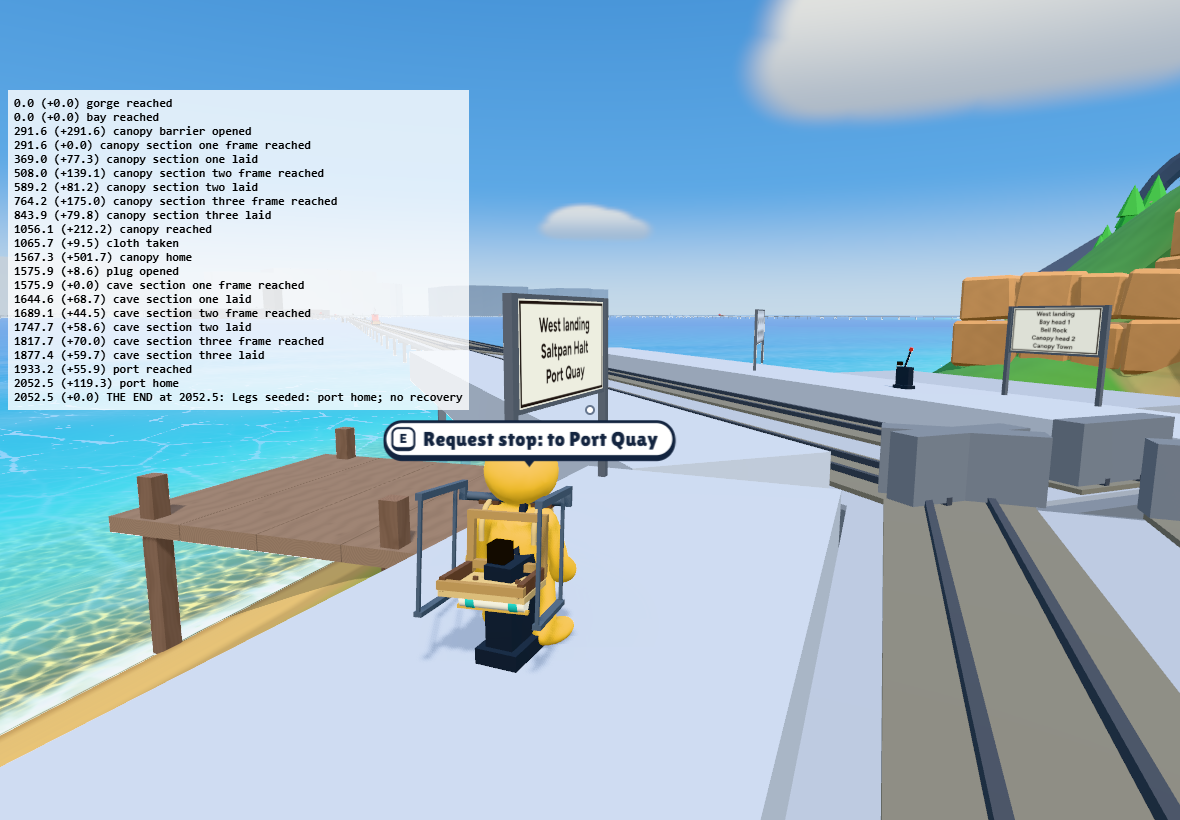 0.0 (+0.0) gorge reached
0.0 (+0.0) bay reached
291.6 (+291.6) canopy barrier opened
291.6 (+0.0) canopy section one frame reached
369.0 (+77.3) canopy section one laid
508.0 (+139.1) canopy section two frame reached
589.2 (+81.2) canopy section two laid
764.2 (+175.0) canopy section three frame reached
843.9 (+79.8) canopy section three laid
1056.1 (+212.2) canopy reached
1065.7 (+9.5) cloth taken
1567.3 (+501.7) canopy home
1575.9 (+8.6) plug opened
1575.9 (+0.0) cave section one frame reached
1644.6 (+68.7) cave section one laid
1689.1 (+44.5) cave section two frame reached
1747.7 (+58.6) cave section two laid
1817.7 (+70.0) cave section three frame reached
1877.4 (+59.7) cave section three laid
1933.2 (+55.9) port reached
2052.5 (+119.3) port home
2052.5 (+0.0) THE END at 2052.5: Legs seeded: port home; no recovery
West landing
Saltpan Halt
Port Quay
West landing
Bay head 1
Bell Rock
Canopy head 2
Canopy Town
E Request stop: to Port Quay